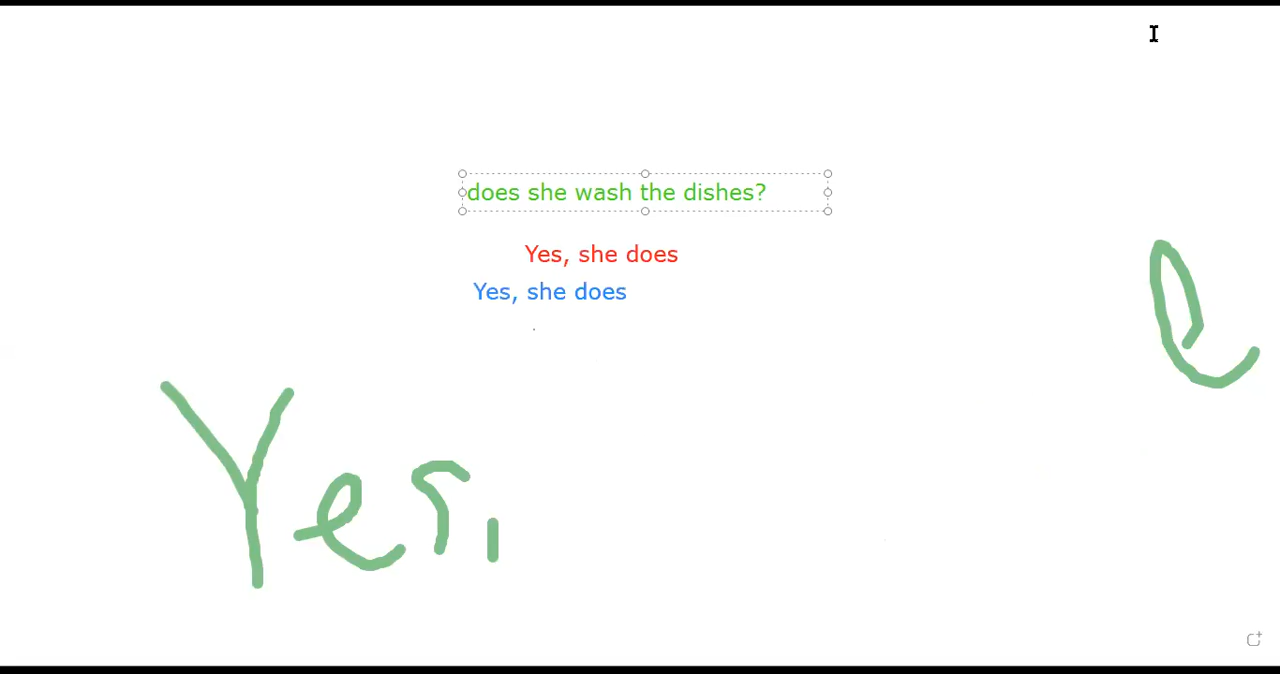 does she wash the dishes?
Yes, she does
Yes, she does
e
Yes,